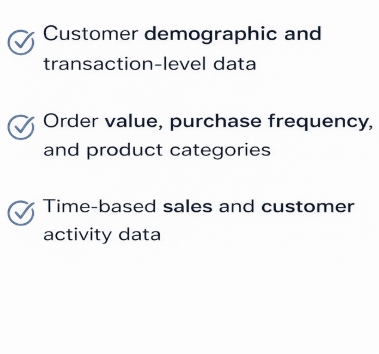 Customer demographic and
transaction-level data
Order value, purchase frequency,
and product categories
Time-based sales and customer
activity data